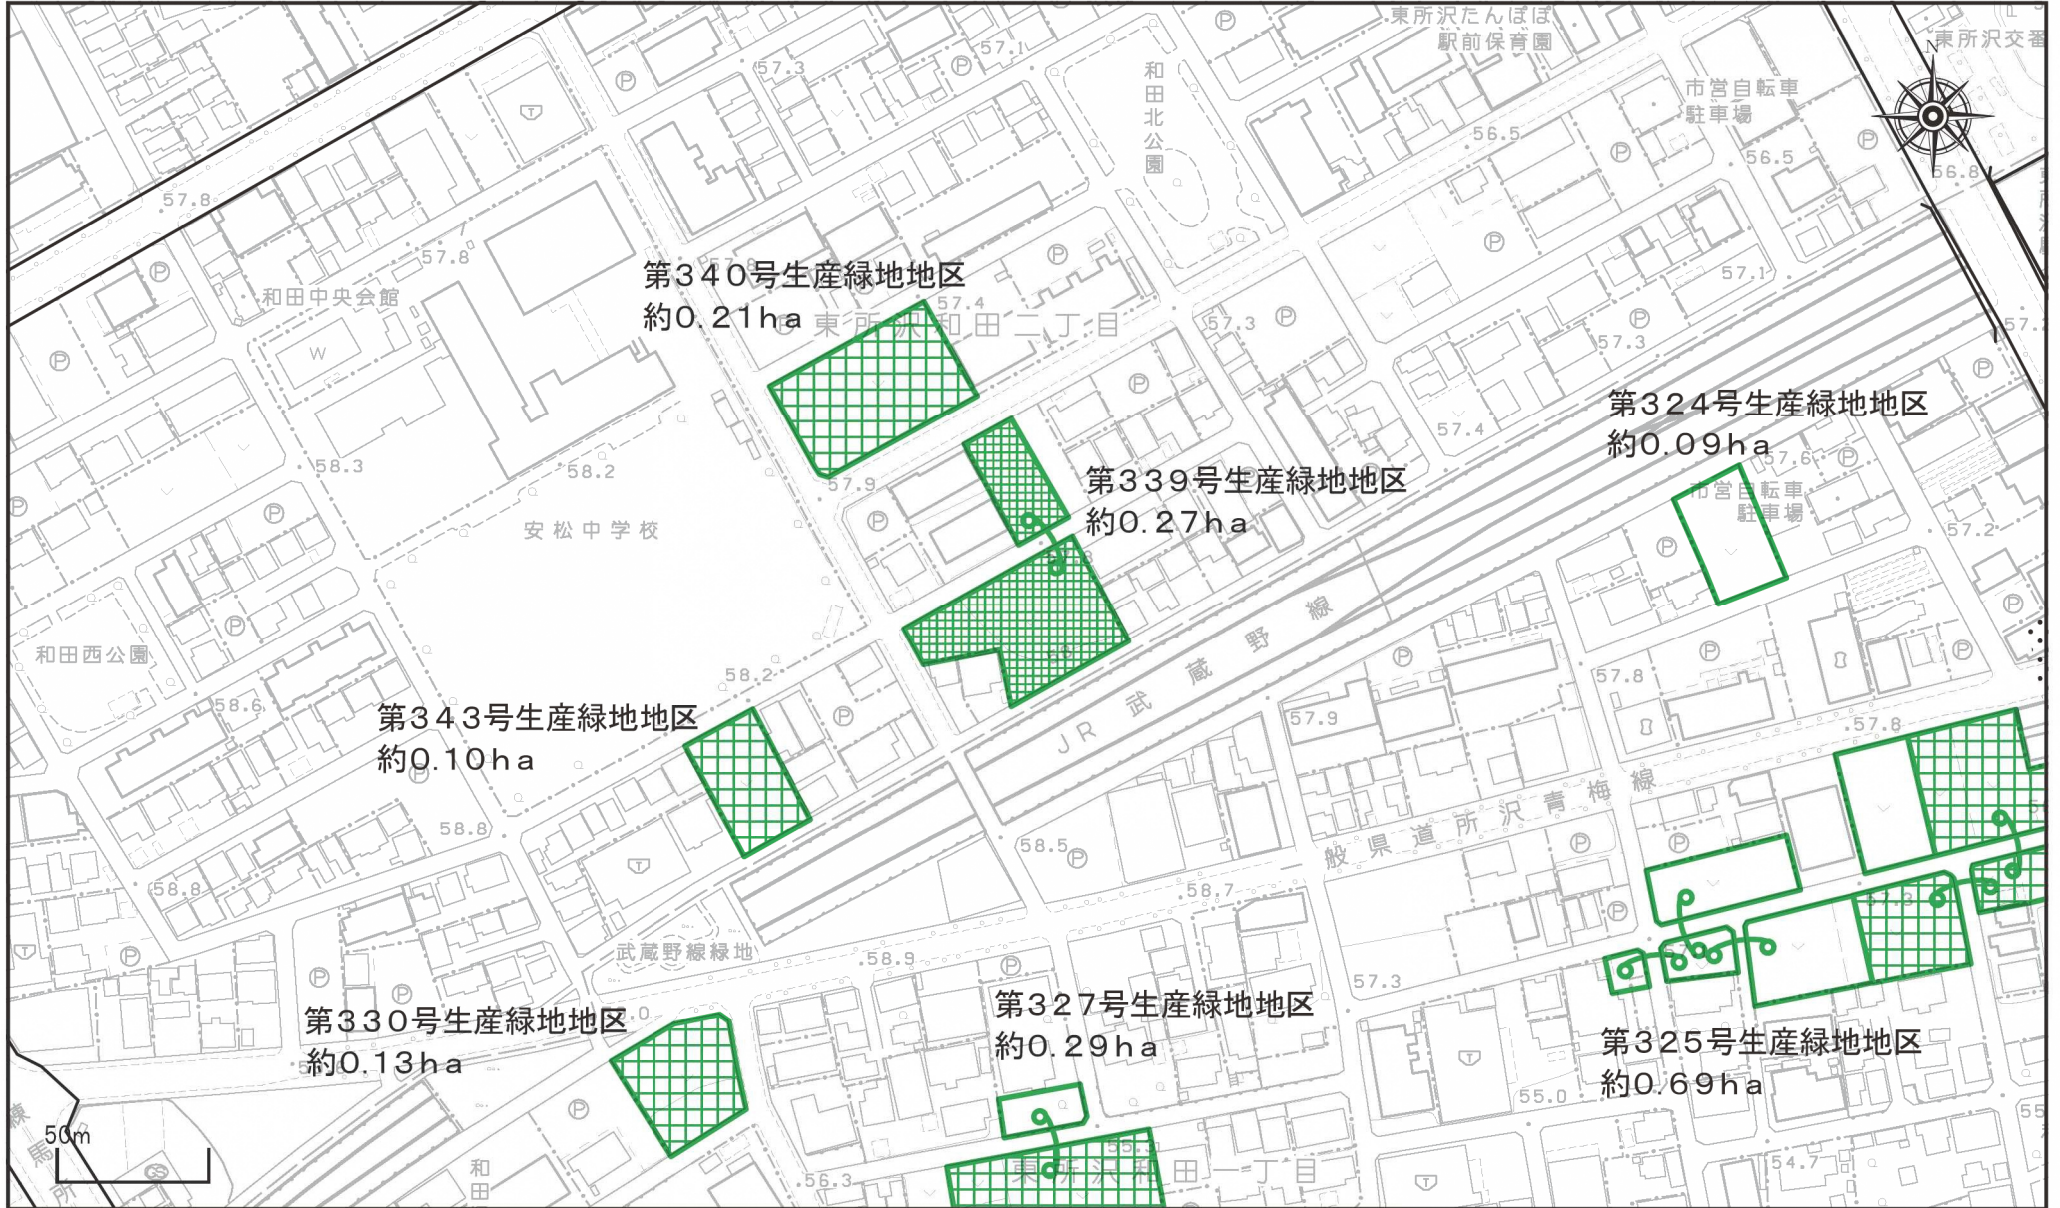 東所沢たんぽぽ
駅前保育園
東所沢交番
N
57.1
57.3
和田北公園
市営自転車
駐車場
56.5
56.5
56.8
57.8
57.8
和田中央会館
第340号生産緑地地区
約0.21ha
57.4
東所沢和田二丁目
57.3
57.1
57.3
W
第324号生産緑地地区
約0.09ha
57.4
57.6
市営自転車
駐車場
58.3
58.2
57.9
第339号生産緑地地区
約0.27ha
安松中学校
57.2
和田西公園
58.2
JR武蔵野線
57.8
58.6
第343号生産緑地地区
約0.10ha
57.9
57.8
58.8
58.5
一般県道所沢青梅線
58.8
58.7
武蔵野線緑地
58.9
57.3
57.3
第330号生産緑地地区
約0.13ha
第327号生産緑地地区
約0.29ha
第325号生産緑地地区
約0.69ha
55.0
50m
東所沢和田一丁目
56.3
54.7
和田